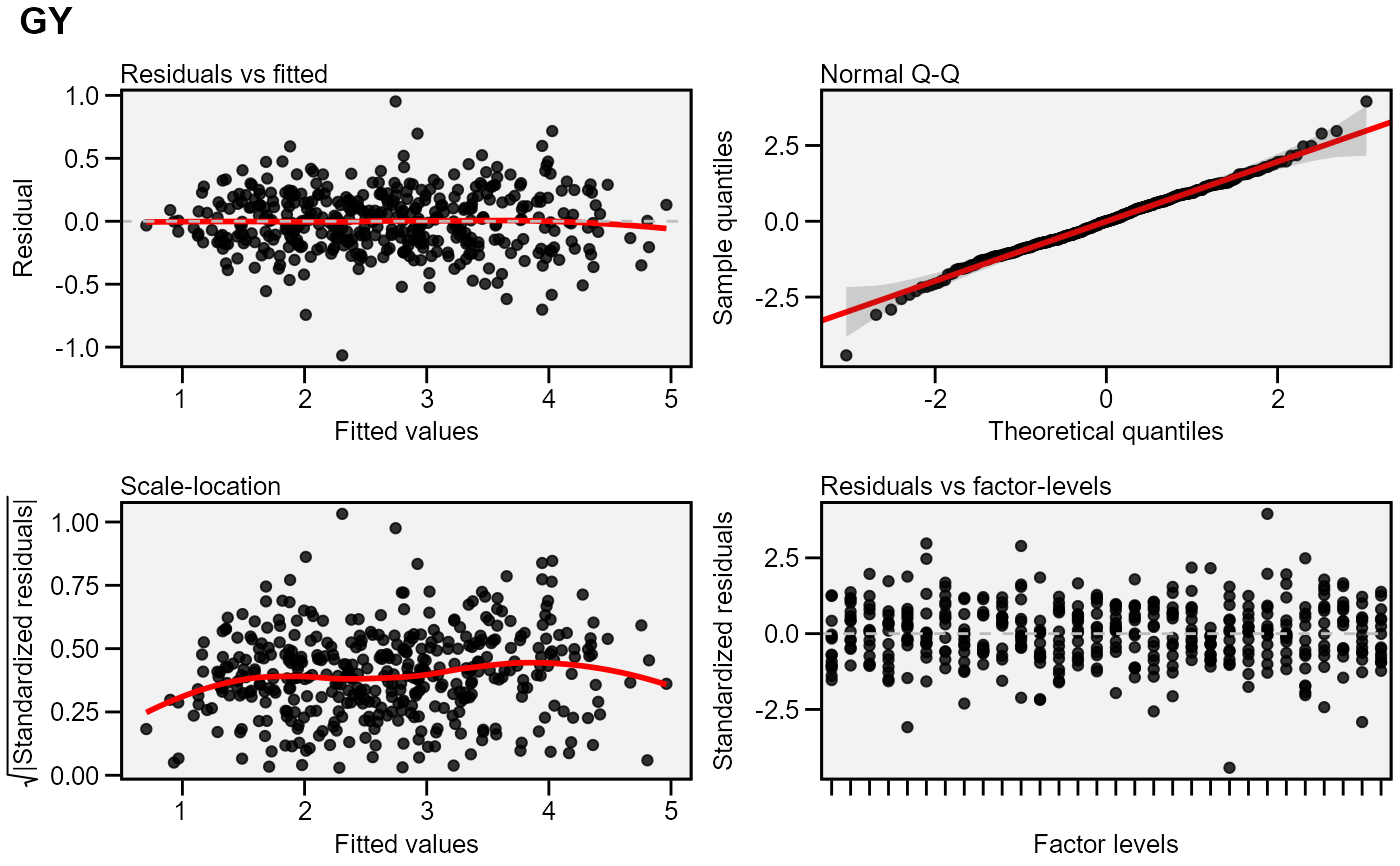 GY
Residuals vs fitted
1.0
0.5
0.0
-0.5
-1.0
Residual
1 2 3 4 5
Fitted values
Normal Q-Q
2.5
0.0
-2.5
Sample quantiles
-2 0 2
Theoretical quantiles
Scale-location
1.00
0.75
0.50
0.25
0.00
√|Standardized residuals|
1 2 3 4 5
Fitted values
Residuals vs factor-levels
2.5
0.0
-2.5
Standardized residuals
Factor levels